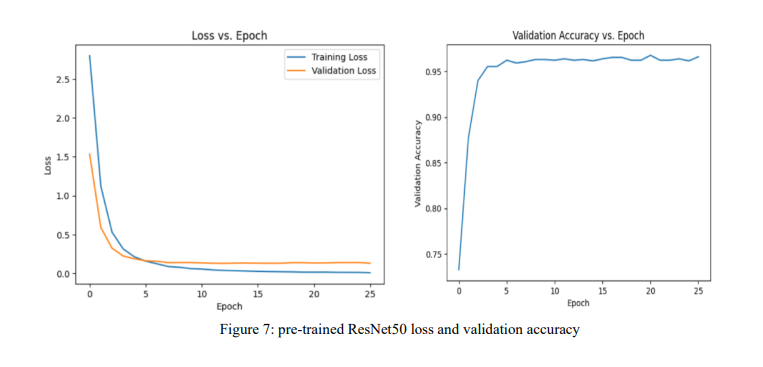 Loss vs. Epoch
Training Loss
Validation Loss
2.5
2.0
1.5
1.0
0.5
0.0
Loss
0 5 10 15 20 25
Epoch
Validation Accuracy vs. Epoch
0.95
0.90
0.85
0.80
0.75
Validation Accuracy
0 5 10 15 20 25
Epoch
Figure 7: pre-trained ResNet50 loss and validation accuracy